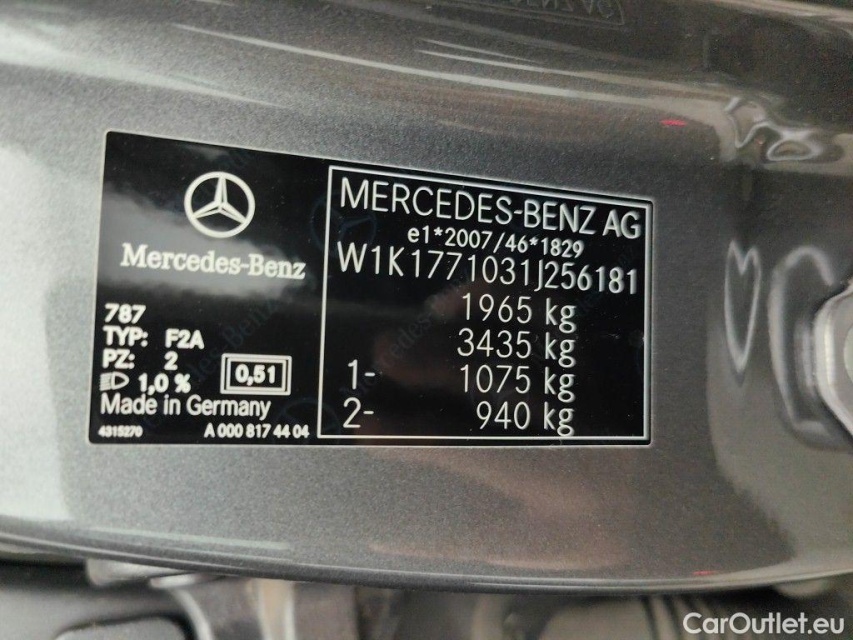 Mercedes-Benz
787
TYP: F2A
PZ: 2
1,0 %
0,51
Made in Germany
4315270 A 000 817 44 04
MERCEDES-BENZ AG
e1*2007/46*1829
W1K1771031J256181
1965 kg
3435 kg
1- 1075 kg
2- 940 kg
CarOutlet.eu